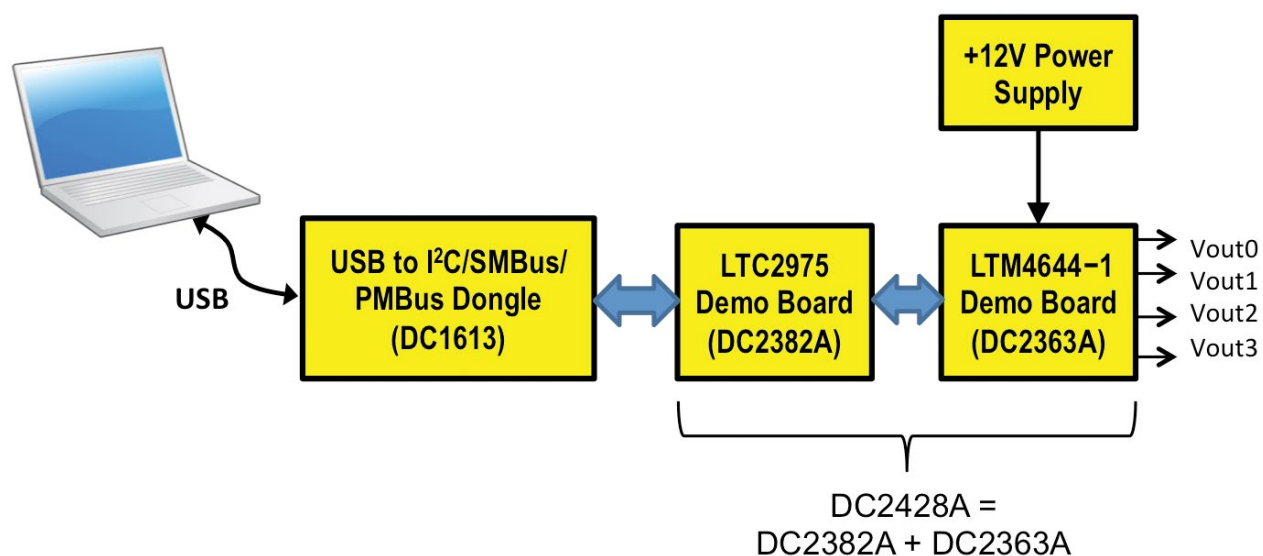 +12V Power
Supply
USB
USB to I²C/SMBus/
PMBus Dongle
(DC1613)
LTC2975
Demo Board
(DC2382A)
LTM4644−1
Demo Board
(DC2363A)
Vout0
Vout1
Vout2
Vout3
DC2428A =
DC2382A + DC2363A